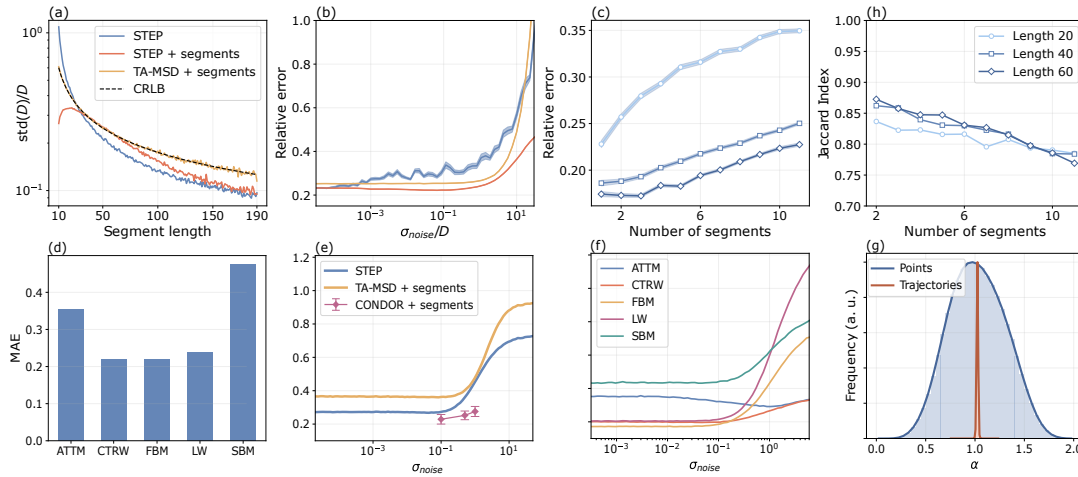 (a)
10⁰
10⁻¹
std(D)/D
STEP
STEP + segments
TA-MSD + segments
CRLB
10 50 100 150 190
Segment length
(b)
1.0
0.8
0.6
0.4
0.2
Relative error
10⁻³ 10⁻¹ 10¹
σnoise/D
(c)
0.35
0.30
0.25
0.20
Relative error
2 6 10
Number of segments
(h)
1.00
0.95
0.90
0.85
0.80
0.75
0.70
Jaccard Index
Length 20
Length 40
Length 60
2 6 10
Number of segments
(d)
0.4
0.3
0.2
0.1
0.0
MAE
ATTM CTRW FBM LW SBM
(e)
1.2
1.0
0.8
0.6
0.4
0.2
STEP
TA-MSD + segments
CONDOR + segments
10⁻³ 10⁻¹ 10¹
σnoise
(f)
ATTM
CTRW
FBM
LW
SBM
10⁻³ 10⁻² 10⁻¹ 10⁰
σnoise
(g)
Frequency (a. u.)
Points
Trajectories
0.0 0.5 1.0 1.5 2.0
α